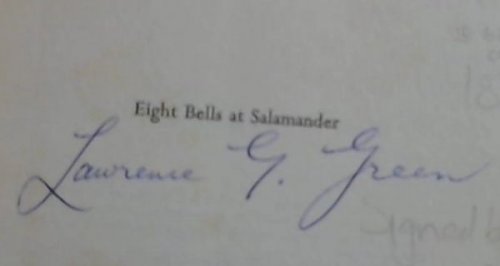 Eight Bells at Salamander
Lawrence G. Green